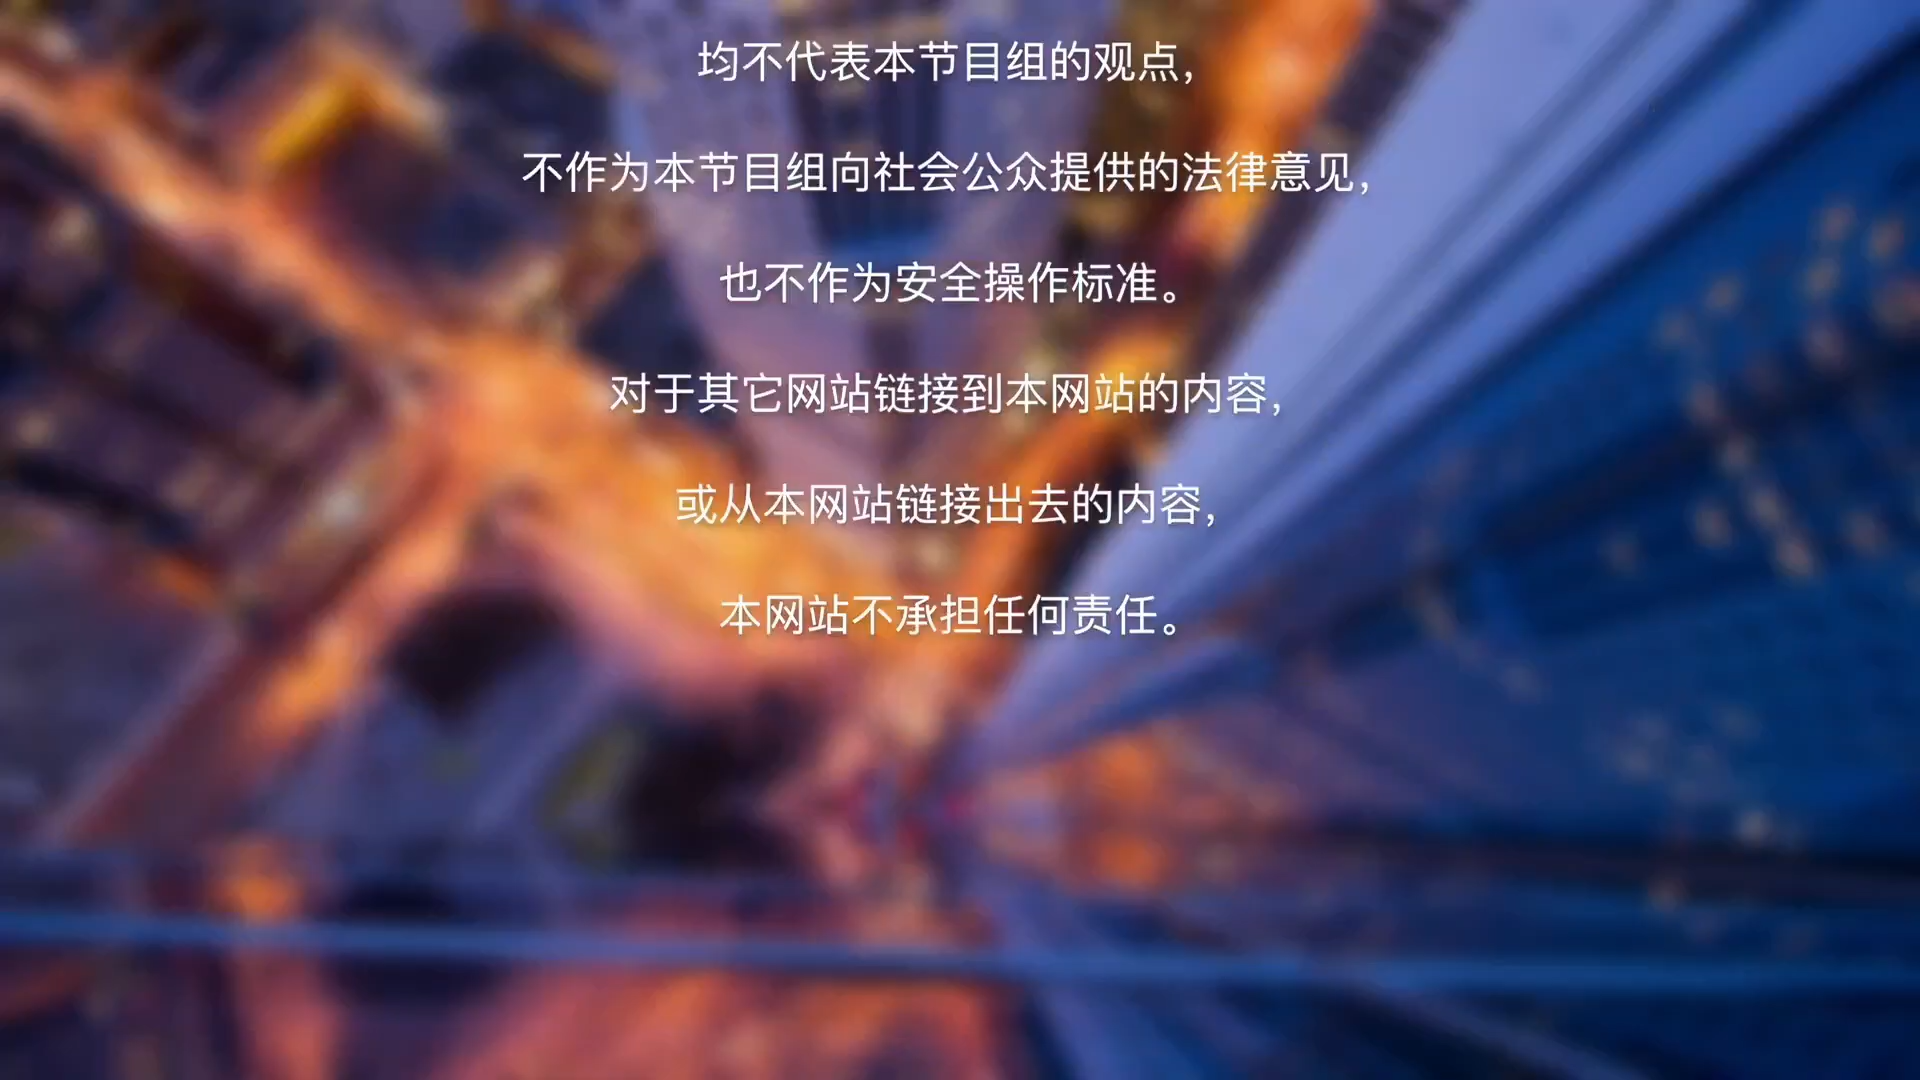 均不代表本节目组的观点，
不作为本节目组向社会公众提供的法律意见，
也不作为安全操作标准。
对于其它网站链接到本网站的内容，
或从本网站链接出去的内容，
本网站不承担任何责任。